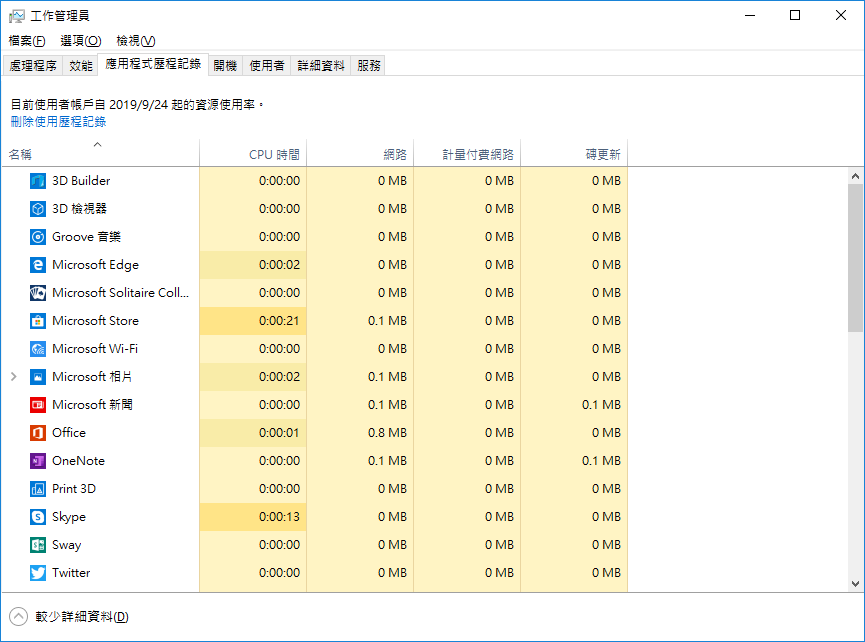 工作管理員
檔案(F) 選項(O) 檢視(V)
處理程序 效能 應用程式歷程記錄 開機 使用者 詳細資料 服務
目前使用者帳戶自 2019/9/24 起的資源使用率。
刪除使用歷程記錄
名稱 CPU 時間 網路 計量付費網路 磚更新
3D Builder 0:00:00 0 MB 0 MB 0 MB
3D 檢視器 0:00:00 0 MB 0 MB 0 MB
Groove 音樂 0:00:00 0 MB 0 MB 0 MB
Microsoft Edge 0:00:02 0 MB 0 MB 0 MB
Microsoft Solitaire Coll... 0:00:00 0 MB 0 MB 0 MB
Microsoft Store 0:00:21 0.1 MB 0 MB 0 MB
Microsoft Wi-Fi 0:00:00 0 MB 0 MB 0 MB
Microsoft 相片 0:00:02 0.1 MB 0 MB 0 MB
Microsoft 新聞 0:00:00 0.1 MB 0 MB 0.1 MB
Office 0:00:01 0.8 MB 0 MB 0 MB
OneNote 0:00:00 0.1 MB 0 MB 0.1 MB
Print 3D 0:00:00 0 MB 0 MB 0 MB
Skype 0:00:13 0 MB 0 MB 0 MB
Sway 0:00:00 0 MB 0 MB 0 MB
Twitter 0:00:00 0 MB 0 MB 0 MB
較少詳細資料(D)